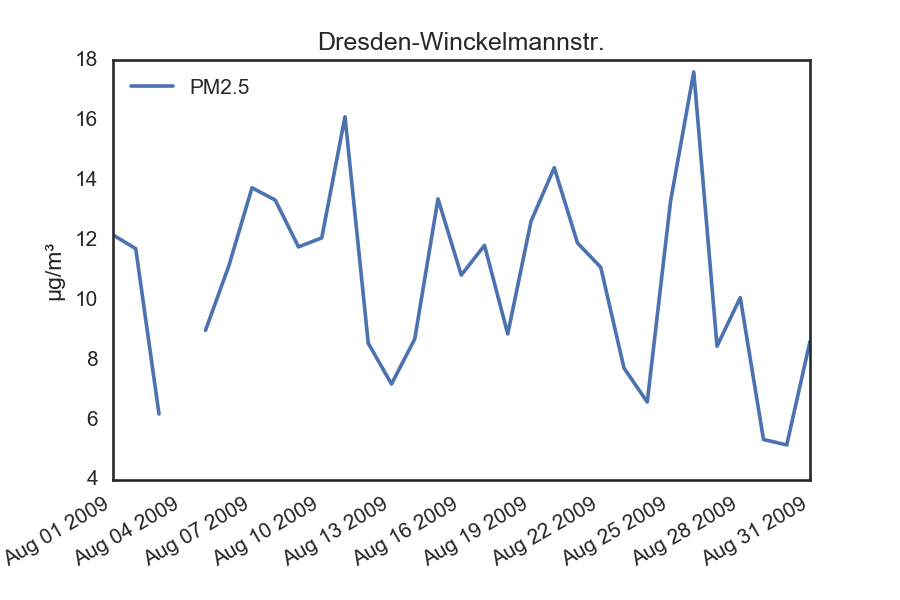 Dresden-Winckelmannstr.
18
PM2.5
16
14
12
µg/m³
10
8
6
4
Aug 01 2009
Aug 04 2009
Aug 07 2009
Aug 10 2009
Aug 13 2009
Aug 16 2009
Aug 19 2009
Aug 22 2009
Aug 25 2009
Aug 28 2009
Aug 31 2009